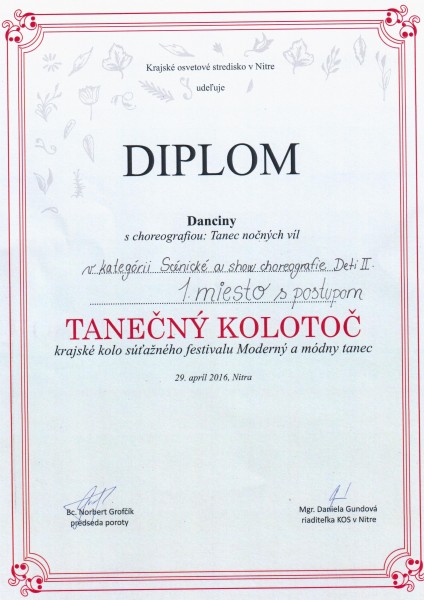 Krajské osvetové stredisko v Nitre
udeľuje
DIPLOM
Danciny
s choreografiou: Tanec nočných víl
v kategórii Scénické a show choreografie Deti II.
1. miesto s postupom
TANEČNÝ KOLOTOČ
krajské kolo súťažného festivalu Moderný a módny tanec
29. apríl 2016, Nitra
Bc. Norbert Grofčík
predseda poroty
Mgr. Daniela Gundová
riaditeľka KOS v Nitre